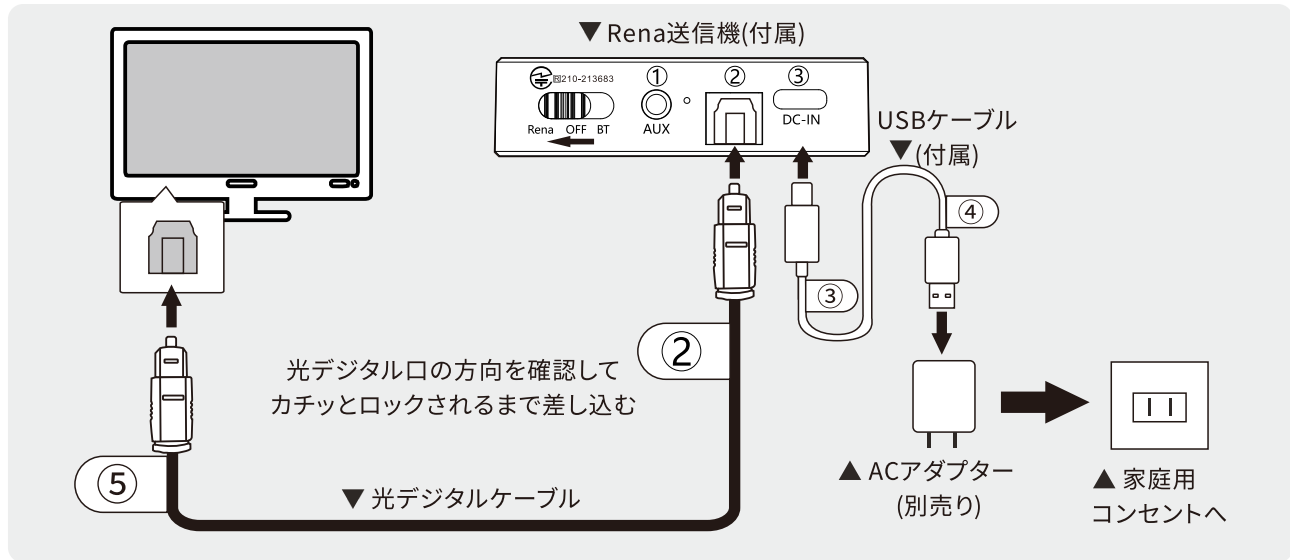 ▼ Rena送信機(付属)
R210-213683
① ② ③
Rena OFF BT
AUX
DC-IN
USBケーブル
▼(付属)
④
③
②
光デジタル口の方向を確認して
カチッとロックされるまで差し込む
⑤
▼ 光デジタルケーブル
▲ ACアダプター
(別売り)
▲ 家庭用
コンセントへ